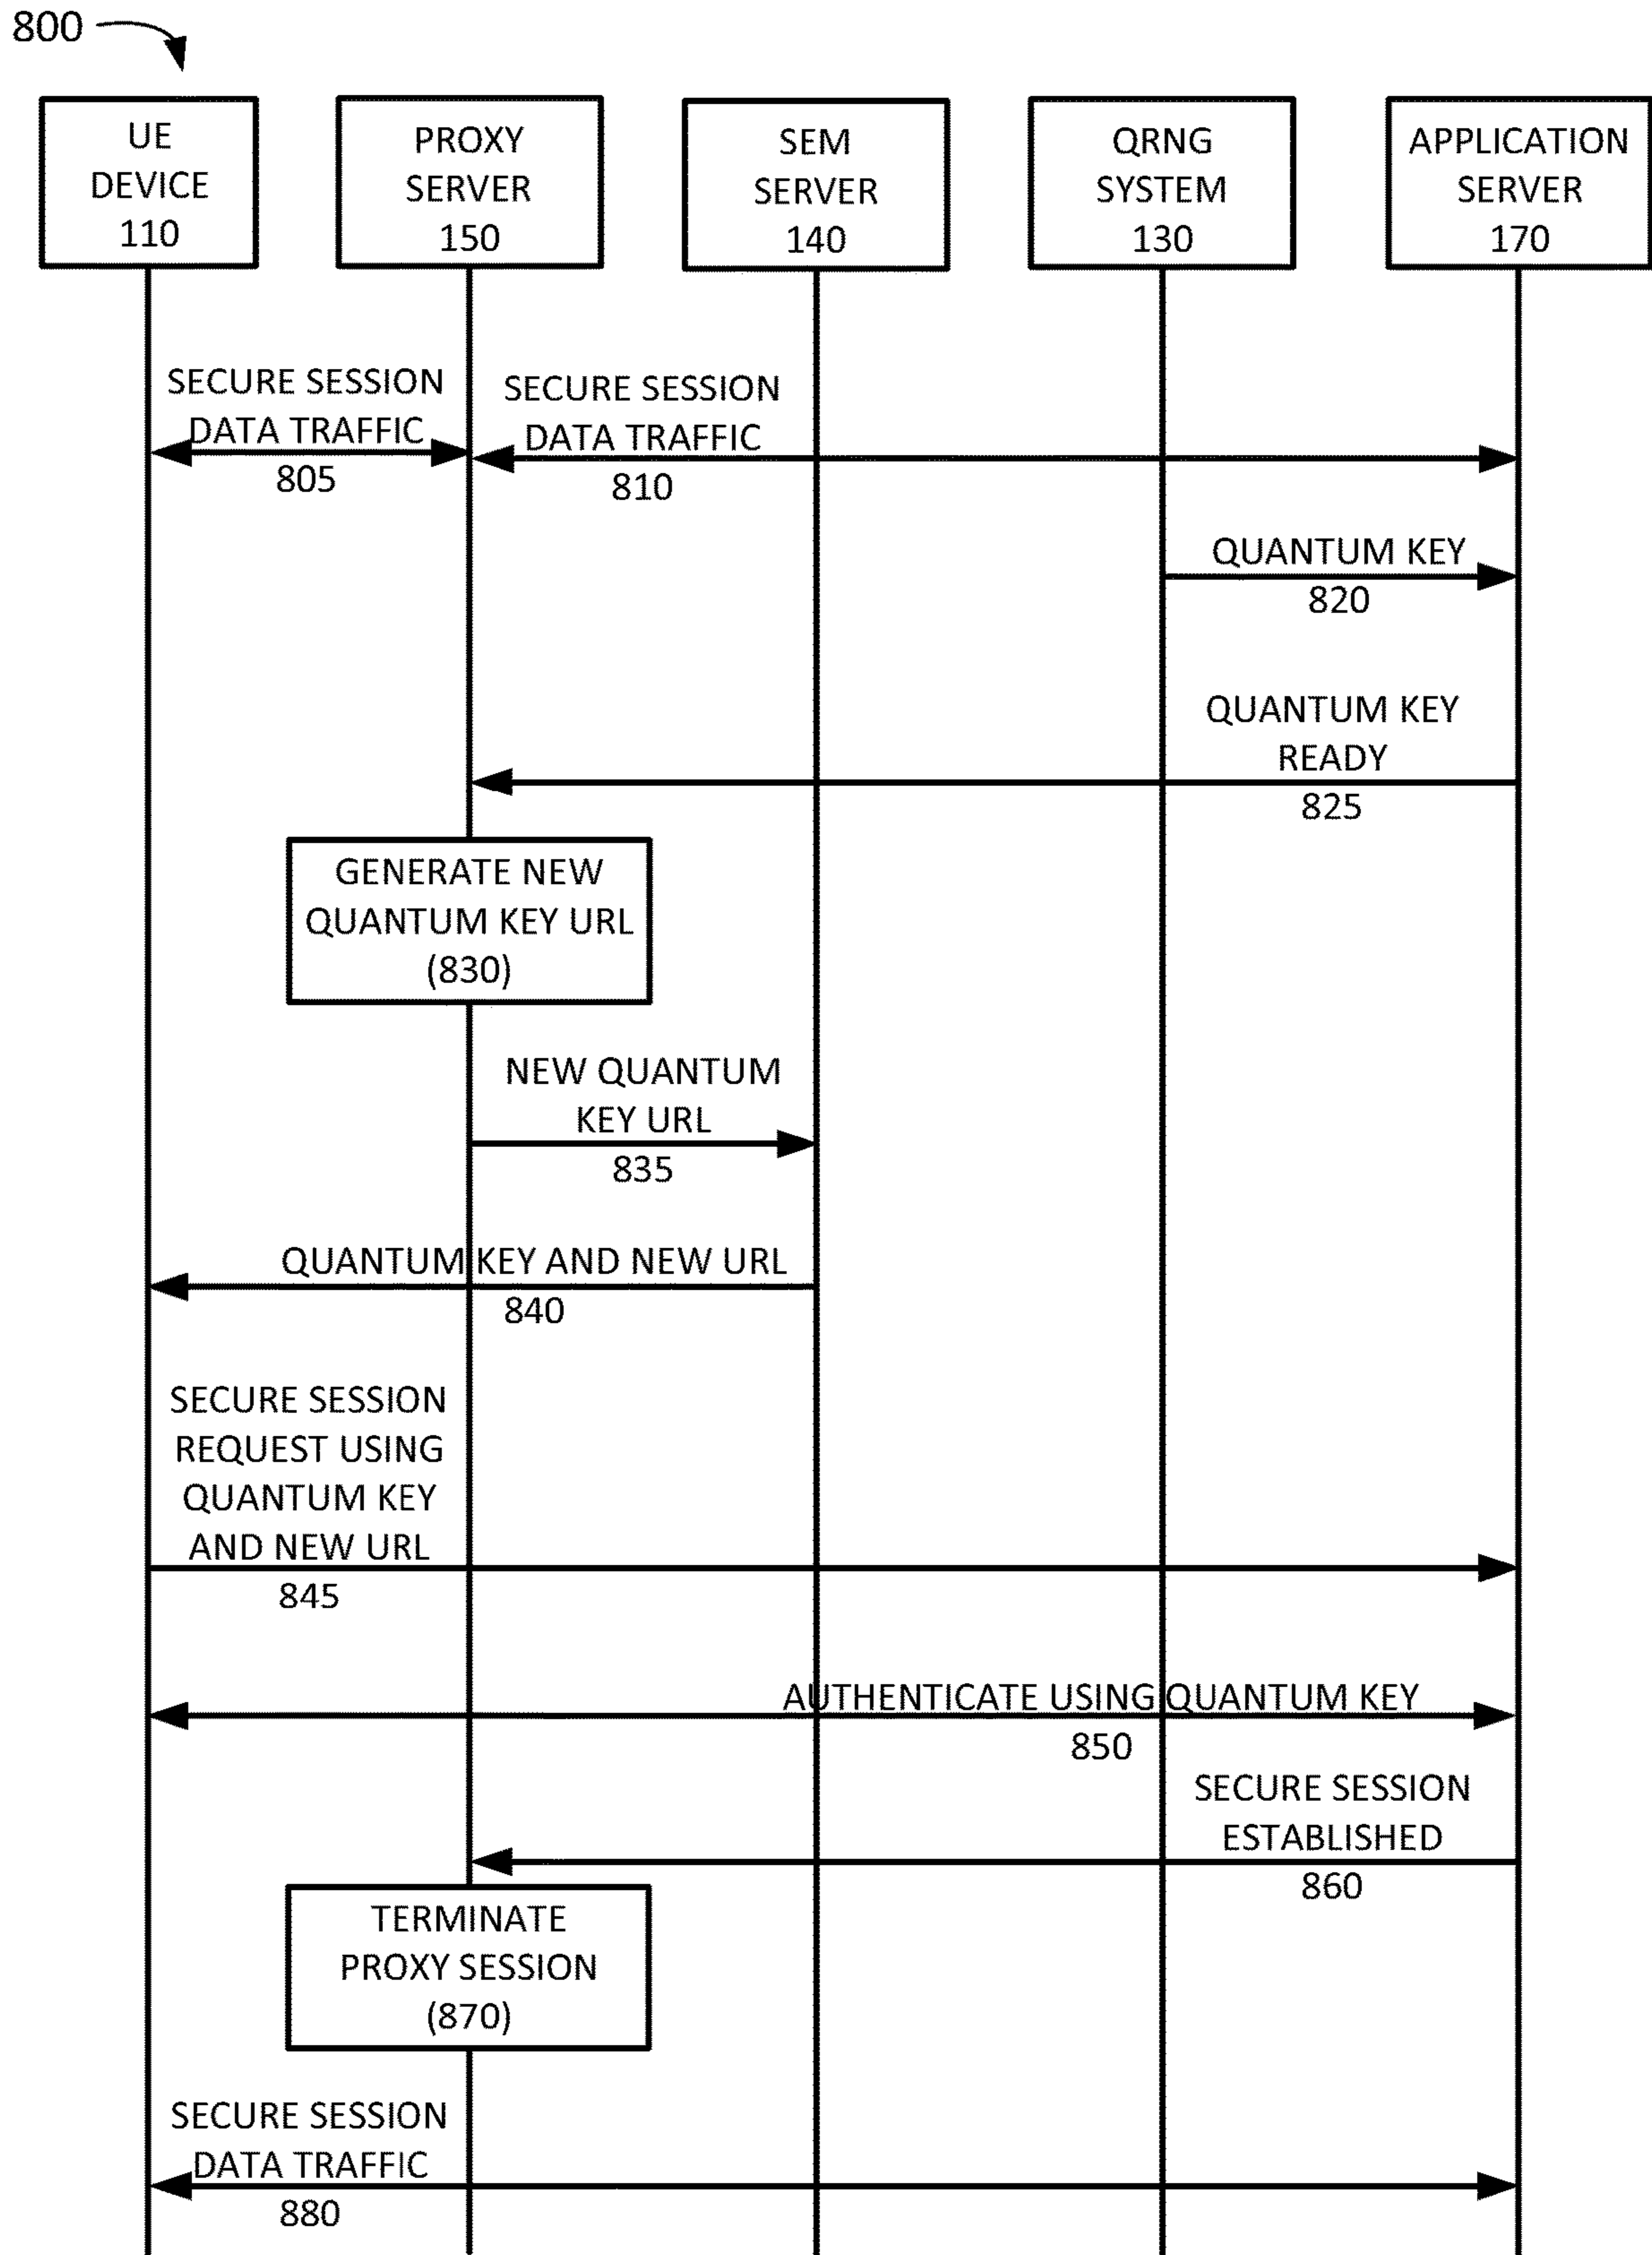 800
UE
DEVICE
110
PROXY
SERVER
150
SEM
SERVER
140
QRNG
SYSTEM
130
APPLICATION
SERVER
170
SECURE SESSION
DATA TRAFFIC
805
SECURE SESSION
DATA TRAFFIC
810
QUANTUM KEY
820
QUANTUM KEY
READY
825
GENERATE NEW
QUANTUM KEY URL
(830)
NEW QUANTUM
KEY URL
835
QUANTUM KEY AND NEW URL
840
SECURE SESSION
REQUEST USING
QUANTUM KEY
AND NEW URL
845
AUTHENTICATE USING QUANTUM KEY
850
SECURE SESSION
ESTABLISHED
860
TERMINATE
PROXY SESSION
(870)
SECURE SESSION
DATA TRAFFIC
880